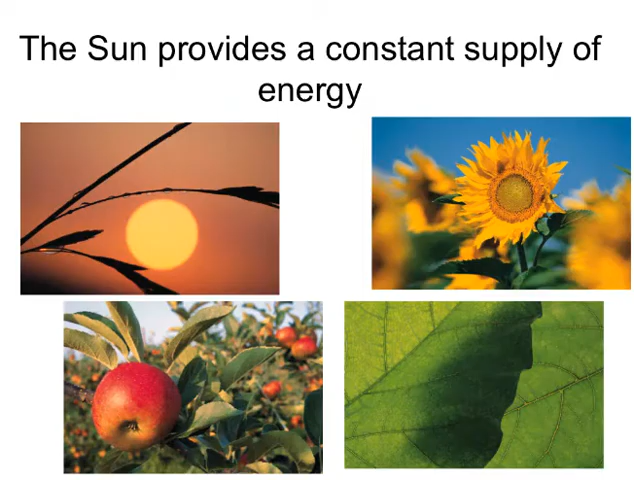 The Sun provides a constant supply of
energy